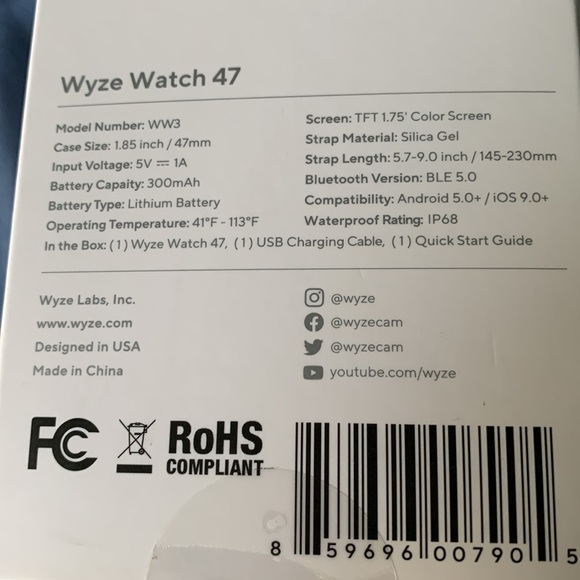 Wyze Watch 47
Model Number: WW3
Case Size: 1.85 inch / 47mm
Input Voltage: 5V ⎓ 1A
Battery Capaity: 300mAh
Battery Type: Lithium Battery
Operating Temperature: 41°F - 113°F
Screen: TFT 1.75' Color Screen
Strap Material: Silica Gel
Strap Length: 5.7-9.0 inch / 145-230mm
Bluetooth Version: BLE 5.0
Compatibility: Android 5.0+ / iOS 9.0+
Waterproof Rating: IP68
In the Box: (1) Wyze Watch 47, (1) USB Charging Cable, (1) Quick Start Guide
Wyze Labs, Inc.
www.wyze.com
Designed in USA
Made in China
@wyze
@wyzecam
@wyzecam
youtube.com/wyze
FC
RoHS
COMPLIANT
8 59696 00790 5